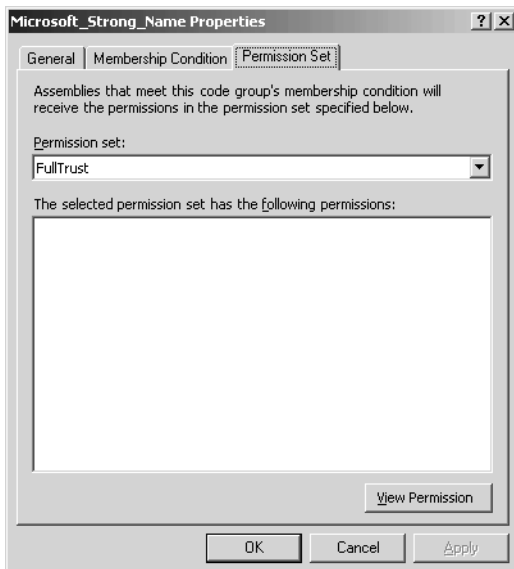 Microsoft_Strong_Name Properties
General
Membership Condition
Permission Set
Assemblies that meet this code group's membership condition will
receive the permissions in the permission set specified below.
Permission set:
FullTrust
The selected permission set has the following permissions:
View Permission
OK
Cancel
Apply